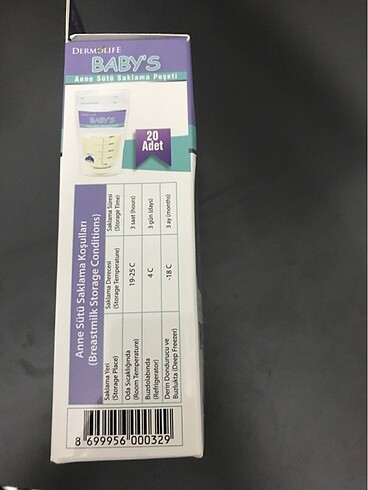 DERMOLIFE
BABY'S
Anne Sütü Saklama Poşeti
BABY'S
20
Adet
Anne Sütü Saklama Koşulları
(Breastmilk Storage Conditions)
Saklama Yeri
(Storage Place)
Saklama Derecesi
(Storage Temperature)
Saklama Süresi
(Storage Time)
Oda Sıcaklığında
(Room Temperature)
19-25 C
3 saat (hours)
Buzdolabında
(Refrigerator)
4 C
3 gün (days)
Derin Dondurucu ve
Buzlukta (Deep Freezer)
-18 C
3 ay (months)
8 699956 000329